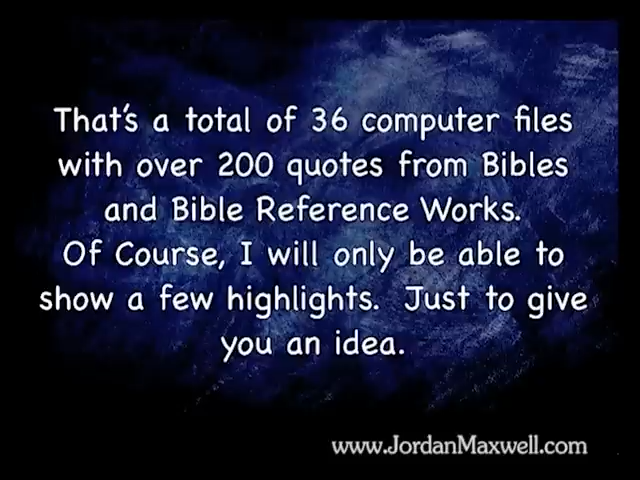 That's a total of 36 computer files
with over 200 quotes from Bibles
and Bible Reference Works.
Of Course, I will only be able to
show a few highlights. Just to give
you an idea.
www.JordanMaxwell.com